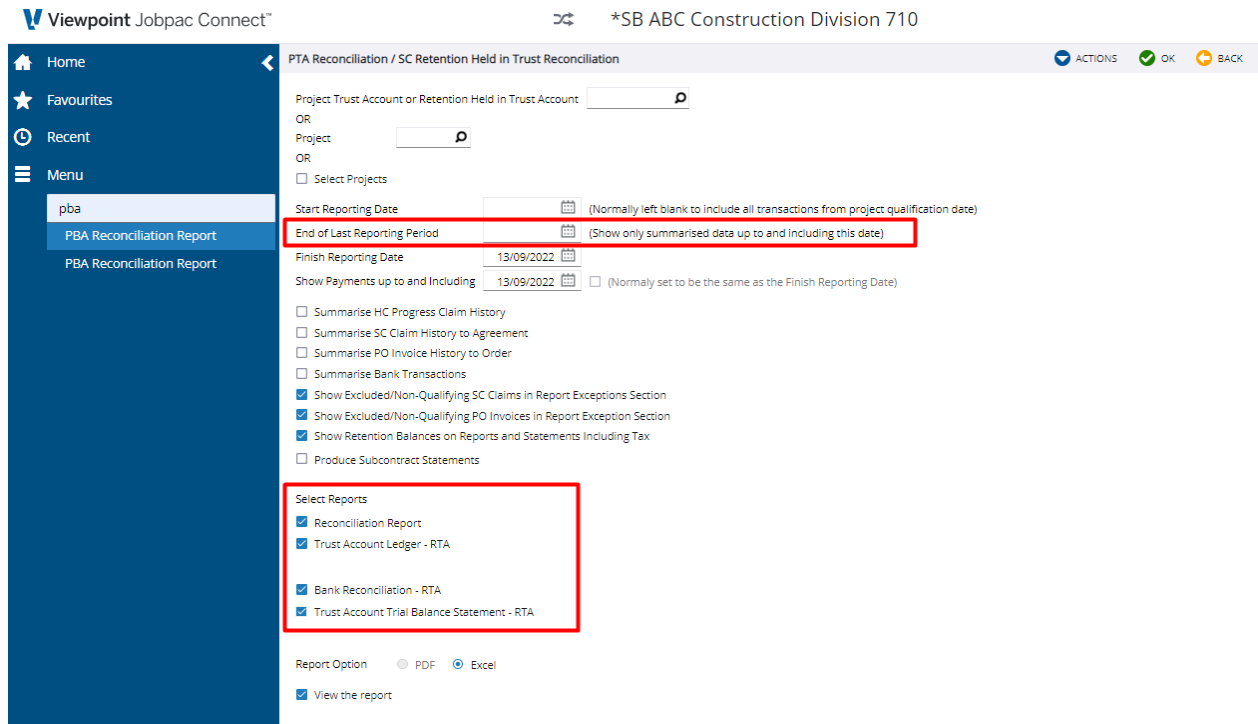 Viewpoint Jobpac Connect™
*SB ABC Construction Division 710
Home
Favourites
Recent
Menu
pba
PBA Reconciliation Report
PBA Reconciliation Report
PTA Reconciliation / SC Retention Held in Trust Reconciliation
ACTIONS OK BACK
Project Trust Account or Retention Held in Trust Account
OR
Project
OR
Select Projects
Start Reporting Date (Normally left blank to include all transactions from project qualification date)
End of Last Reporting Period (Show only summarised data up to and including this date)
Finish Reporting Date 13/09/2022
Show Payments up to and Including 13/09/2022 (Normaly set to be the same as the Finish Reporting Date)
Summarise HC Progress Claim History
Summarise SC Claim History to Agreement
Summarise PO Invoice History to Order
Summarise Bank Transactions
Show Excluded/Non-Qualifying SC Claims in Report Exceptions Section
Show Excluded/Non-Qualifying PO Invoices in Report Exception Section
Show Retention Balances on Reports and Statements Including Tax
Produce Subcontract Statements
Select Reports
Reconciliation Report
Trust Account Ledger - RTA
Bank Reconciliation - RTA
Trust Account Trial Balance Statement - RTA
Report Option PDF Excel
View the report